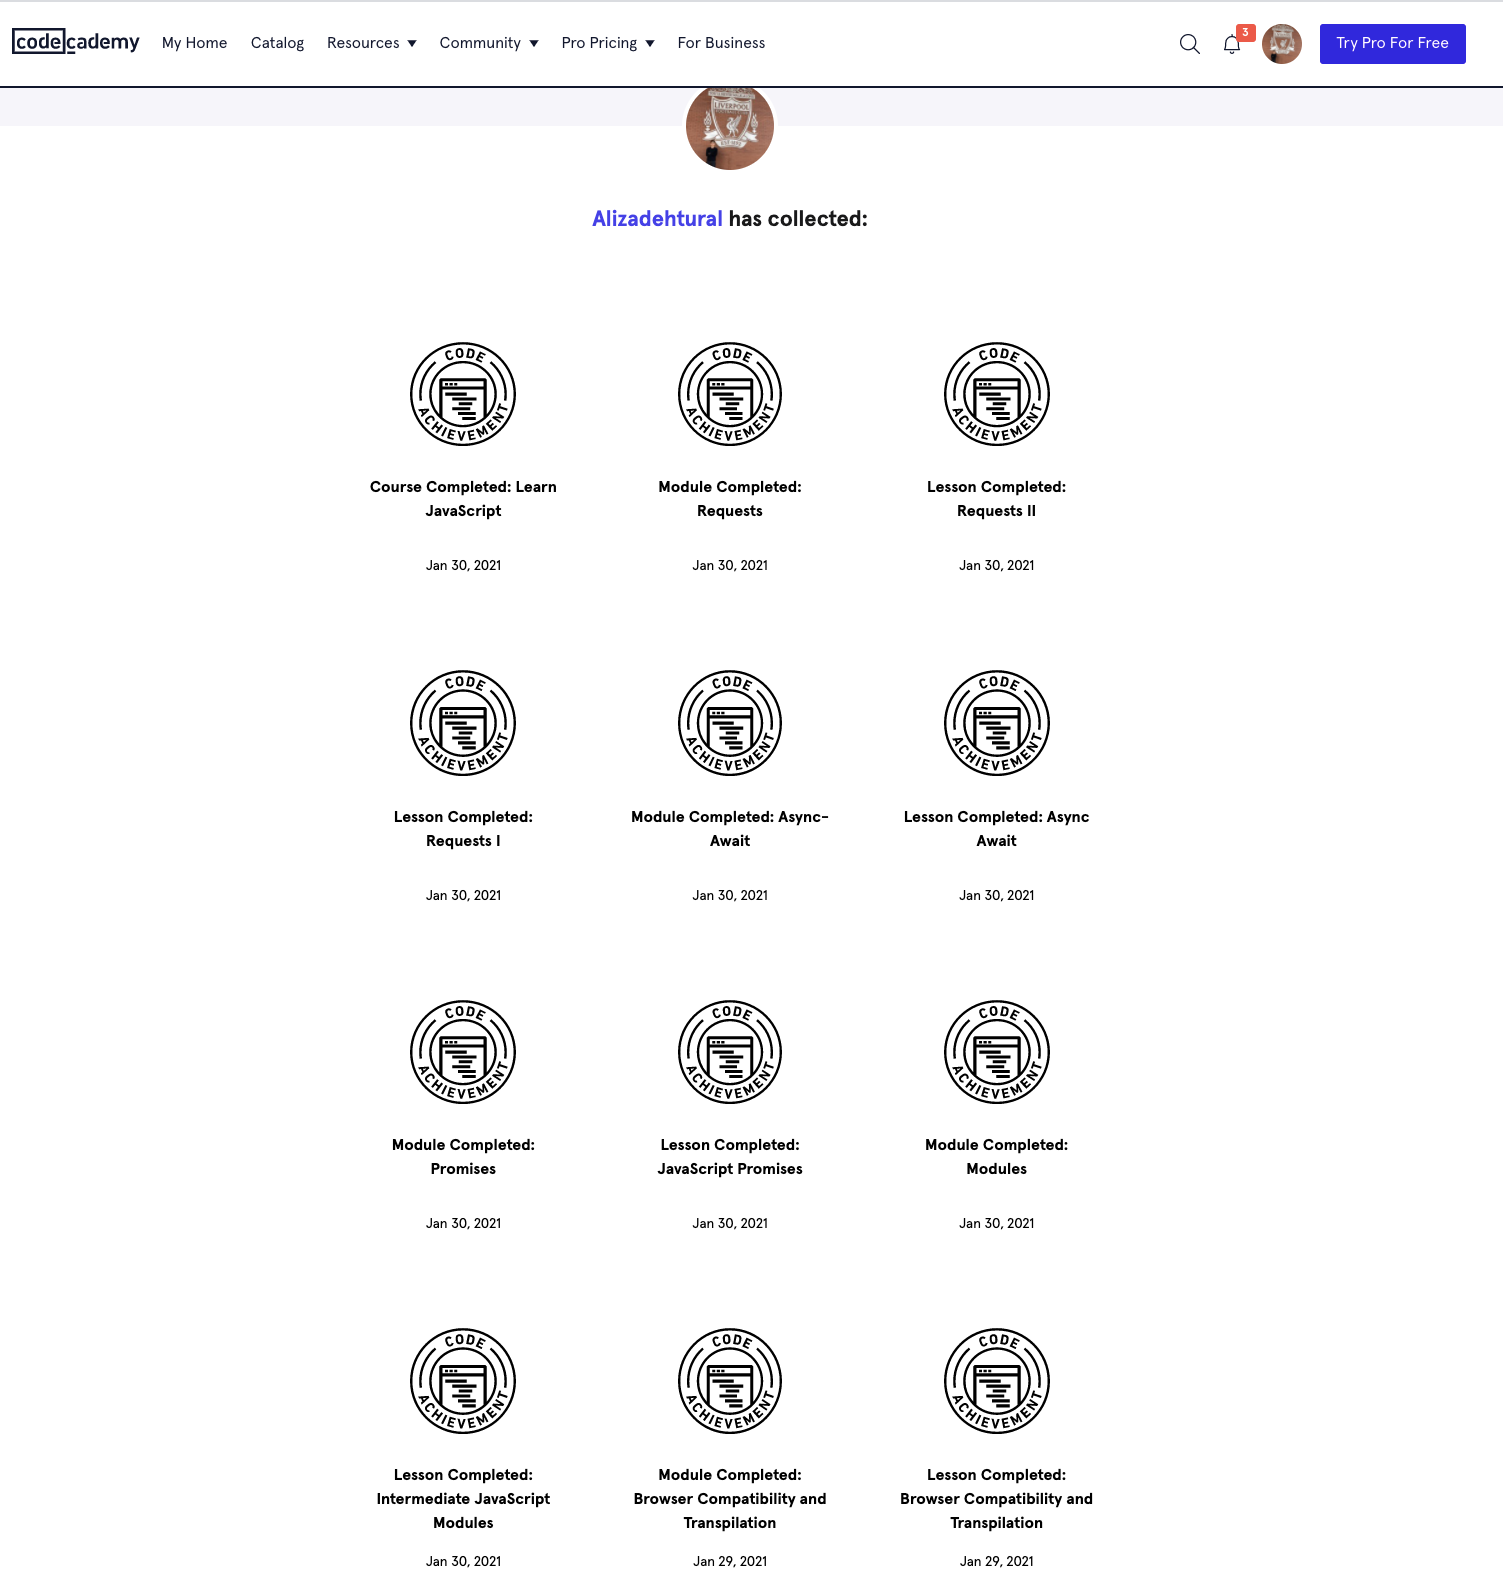 codecademy My Home Catalog Resources Community Pro Pricing For Business 3 Try Pro For Free
LIVERPOOL
Alizadehtural has collected:
CODE ACHIEVEMENT CODE ACHIEVEMENT CODE ACHIEVEMENT
Course Completed: Learn
JavaScript
Module Completed:
Requests
Lesson Completed:
Requests II
Jan 30, 2021 Jan 30, 2021 Jan 30, 2021
CODE ACHIEVEMENT CODE ACHIEVEMENT CODE ACHIEVEMENT
Lesson Completed:
Requests I
Module Completed: Async-
Await
Lesson Completed: Async
Await
Jan 30, 2021 Jan 30, 2021 Jan 30, 2021
CODE ACHIEVEMENT CODE ACHIEVEMENT CODE ACHIEVEMENT
Module Completed:
Promises
Lesson Completed:
JavaScript Promises
Module Completed:
Modules
Jan 30, 2021 Jan 30, 2021 Jan 30, 2021
CODE ACHIEVEMENT CODE ACHIEVEMENT CODE ACHIEVEMENT
Lesson Completed:
Intermediate JavaScript
Modules
Module Completed:
Browser Compatibility and
Transpilation
Lesson Completed:
Browser Compatibility and
Transpilation
Jan 30, 2021 Jan 29, 2021 Jan 29, 2021